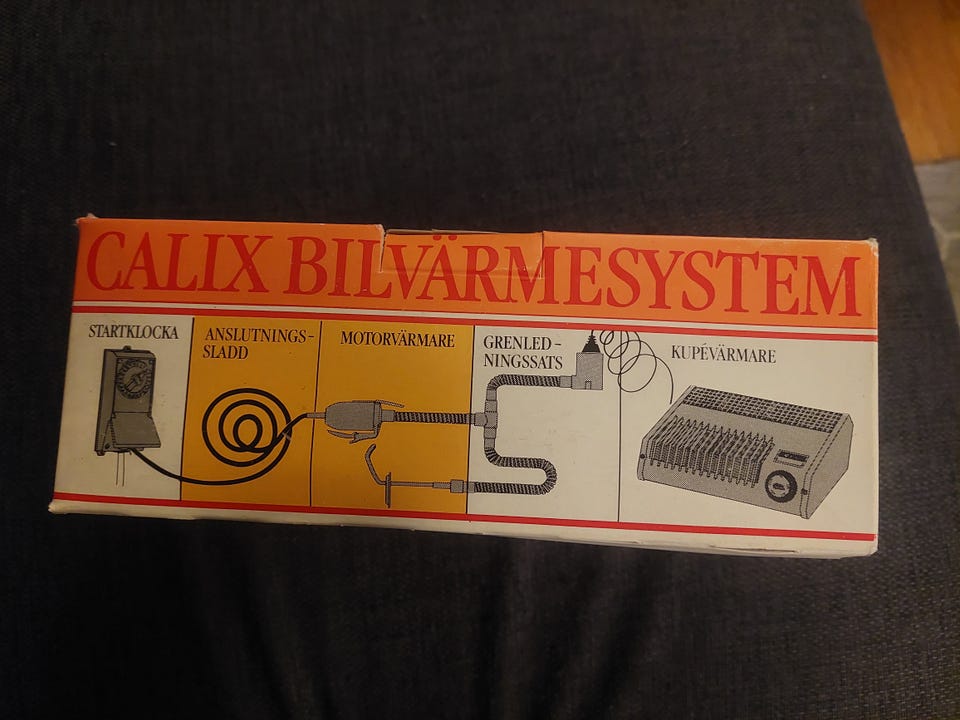 CALIX BILVÄRMESYSTEM
STARTKLOCKA
ANSLUTNINGS-
SLADD
MOTORVÄRMARE
GRENLED-
NINGSSATS
KUPÉVÄRMARE